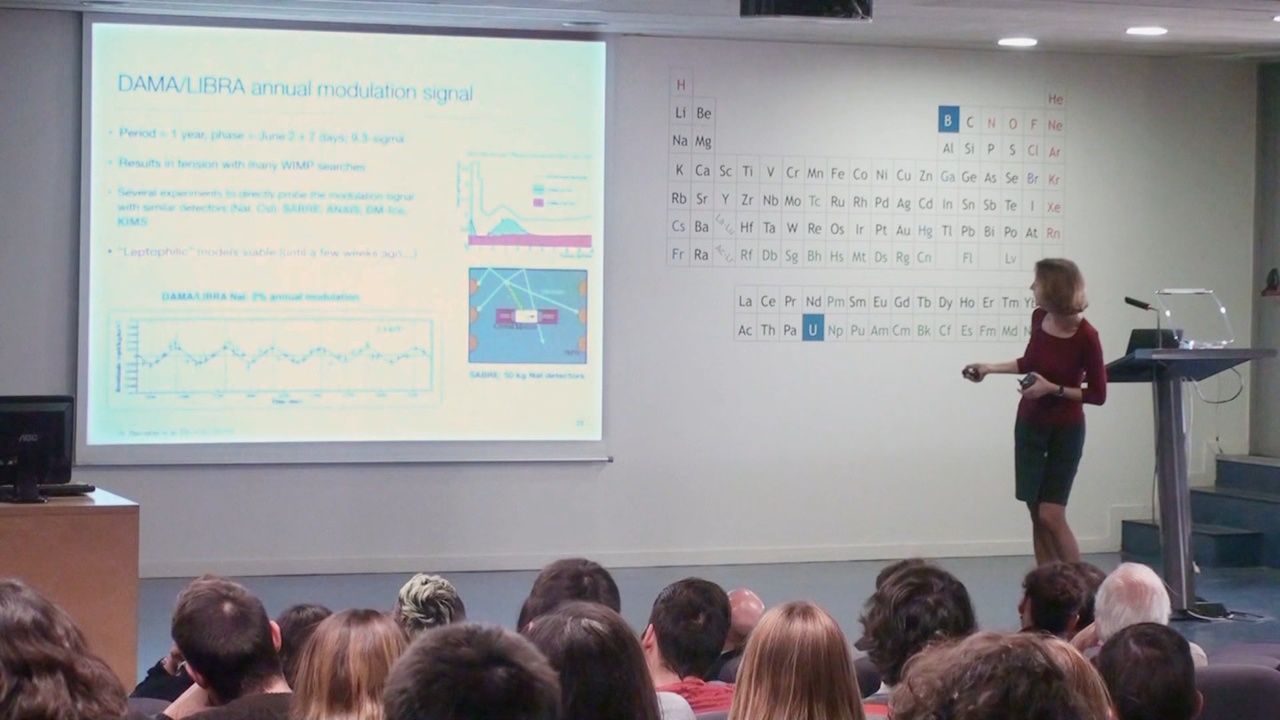 DAMA/LIBRA annual modulation signal
Period = 1 year, phase = June 2 ± 2 days; 9.3-sigma
Results in tension with many WIMP searches
Several experiments to directly probe the modulation signal
with similar detectors (NaI, CsI): SABRE, ANAIS, DM-Ice,
KIMS
"Leptophilic" models viable (until a few weeks ago...)
DAMA/LIBRA NaI: 2% annual modulation
SABRE: 50 kg NaI detectors
H He
Li Be B C N O F Ne
Na Mg Al Si P S Cl Ar
K Ca Sc Ti V Cr Mn Fe Co Ni Cu Zn Ga Ge As Se Br Kr
Rb Sr Y Zr Nb Mo Tc Ru Rh Pd Ag Cd In Sn Sb Te I Xe
Cs Ba La-Lu Hf Ta W Re Os Ir Pt Au Hg Tl Pb Bi Po At Rn
Fr Ra Ac-Lr Rf Db Sg Bh Hs Mt Ds Rg Cn Fl Lv
La Ce Pr Nd Pm Sm Eu Gd Tb Dy Ho Er Tm Yb
Ac Th Pa U Np Pu Am Cm Bk Cf Es Fm Md